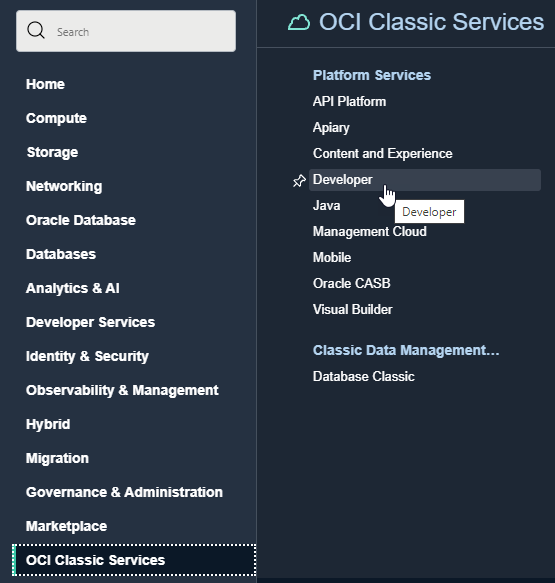 Search
Home
Compute
Storage
Networking
Oracle Database
Databases
Analytics & AI
Developer Services
Identity & Security
Observability & Management
Hybrid
Migration
Governance & Administration
Marketplace
OCI Classic Services
OCI Classic Services
Platform Services
API Platform
Apiary
Content and Experience
Developer
Java
Developer
Management Cloud
Mobile
Oracle CASB
Visual Builder
Classic Data Management...
Database Classic